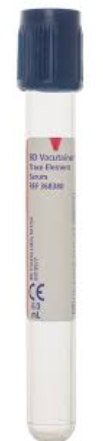 BD Vacutainer
Trace Element
Serum
REF 368380
CE
6.0
mL